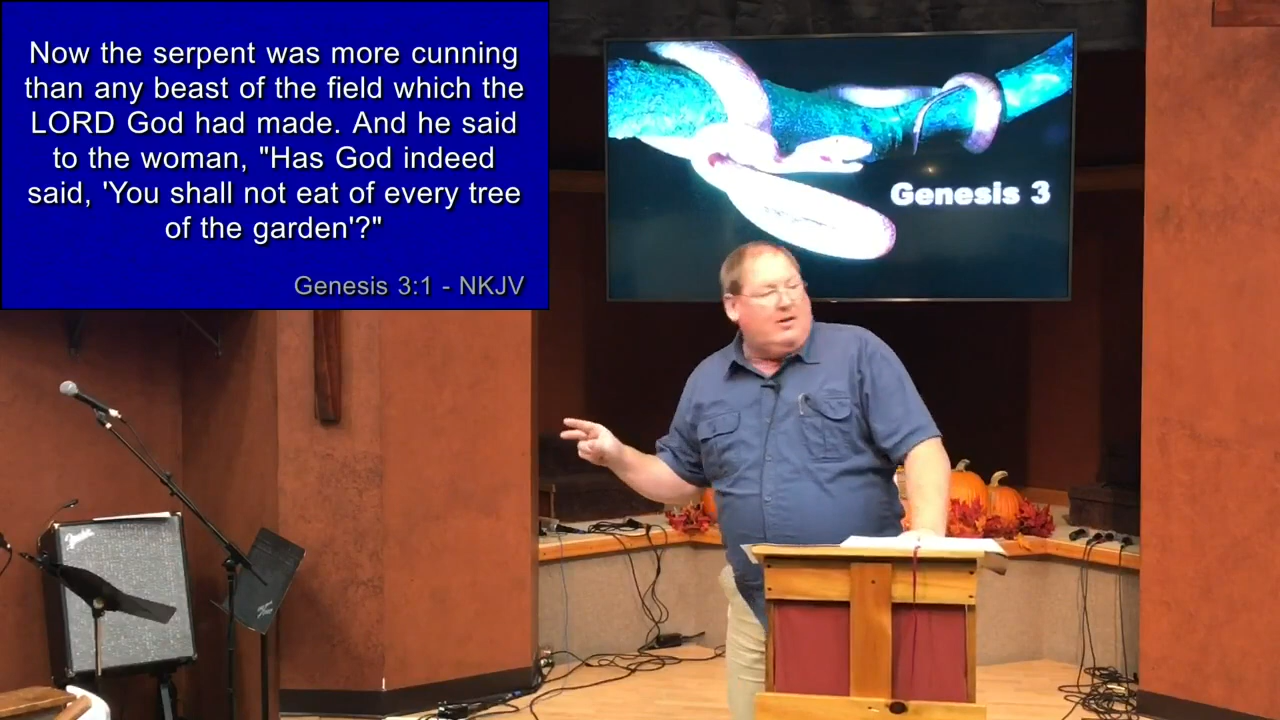 Now the serpent was more cunning
than any beast of the field which the
LORD God had made. And he said
to the woman, "Has God indeed
said, 'You shall not eat of every tree
of the garden'?"
Genesis 3:1 - NKJV
Genesis 3
Fender